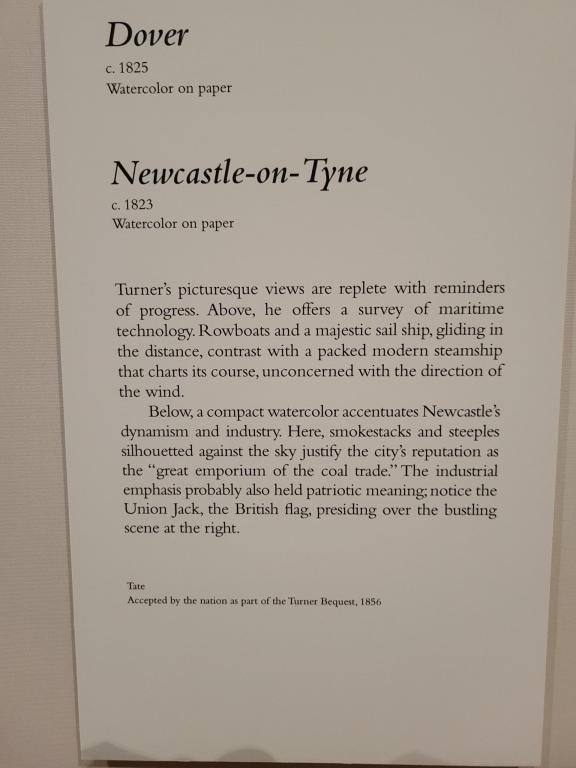 Dover
c. 1825
Watercolor on paper
Newcastle-on-Tyne
c. 1823
Watercolor on paper
Turner's picturesque views are replete with reminders
of progress. Above, he offers a survey of maritime
technology. Rowboats and a majestic sail ship, gliding in
the distance, contrast with a packed modern steamship
that charts its course, unconcerned with the direction of
the wind.
Below, a compact watercolor accentuates Newcastle's
dynamism and industry. Here, smokestacks and steeples
silhouetted against the sky justify the city's reputation as
the “great emporium of the coal trade.” The industrial
emphasis probably also held patriotic meaning; notice the
Union Jack, the British flag, presiding over the bustling
scene at the right.
Tate
Accepted by the nation as part of the Turner Bequest, 1856